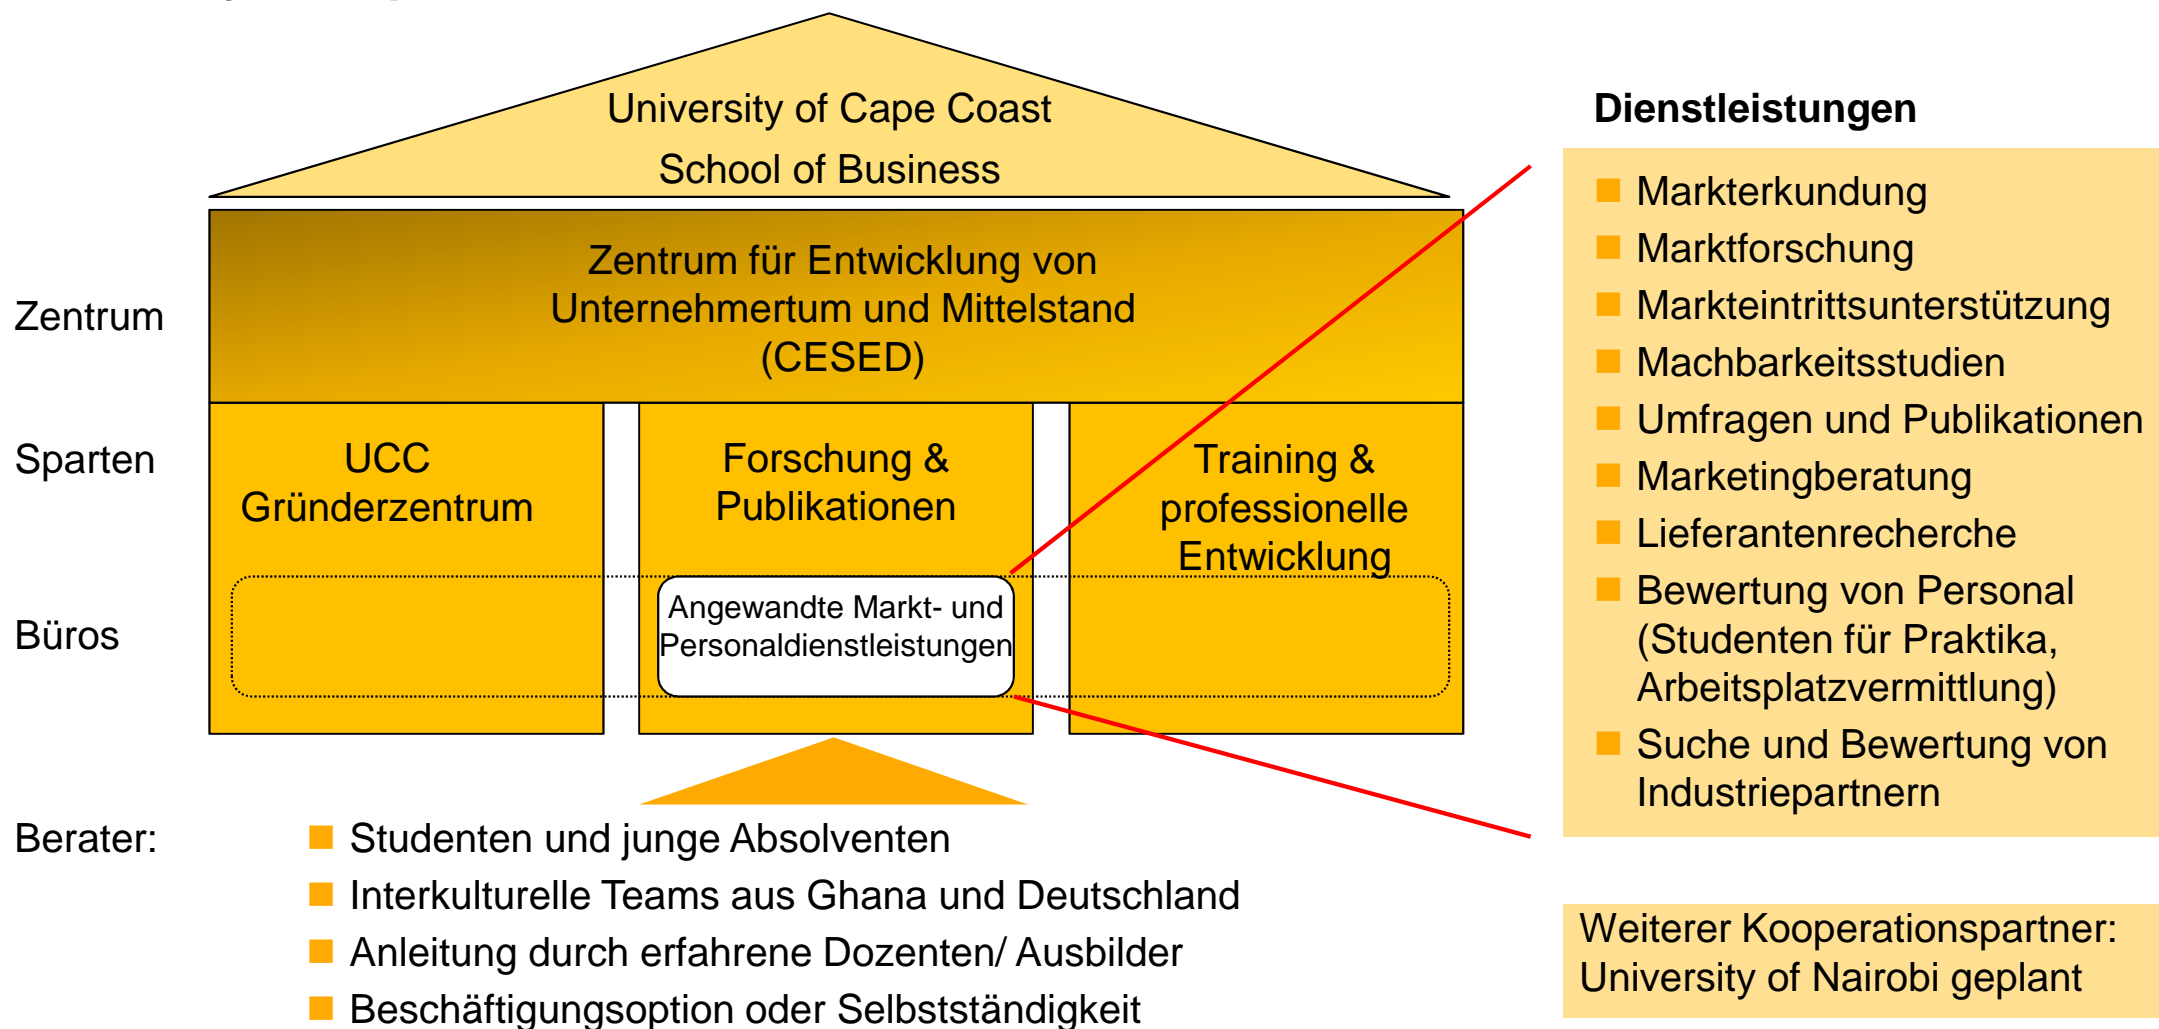 University of Cape Coast
School of Business
Zentrum
Zentrum für Entwicklung von
Unternehmertum und Mittelstand
(CESED)
Sparten
UCC
Gründerzentrum
Forschung &
Publikationen
Training &
professionelle
Entwicklung
Büros
Angewandte Markt- und
Personaldienstleistungen
Berater:
Studenten und junge Absolventen
Interkulturelle Teams aus Ghana und Deutschland
Anleitung durch erfahrene Dozenten/ Ausbilder
Beschäftigungsoption oder Selbstständigkeit
Dienstleistungen
Markterkundung
Marktforschung
Markteintrittsunterstützung
Machbarkeitsstudien
Umfragen und Publikationen
Marketingberatung
Lieferantenrecherche
Bewertung von Personal
(Studenten für Praktika,
Arbeitsplatzvermittlung)
Suche und Bewertung von
Industriepartnern
Weiterer Kooperationspartner:
University of Nairobi geplant